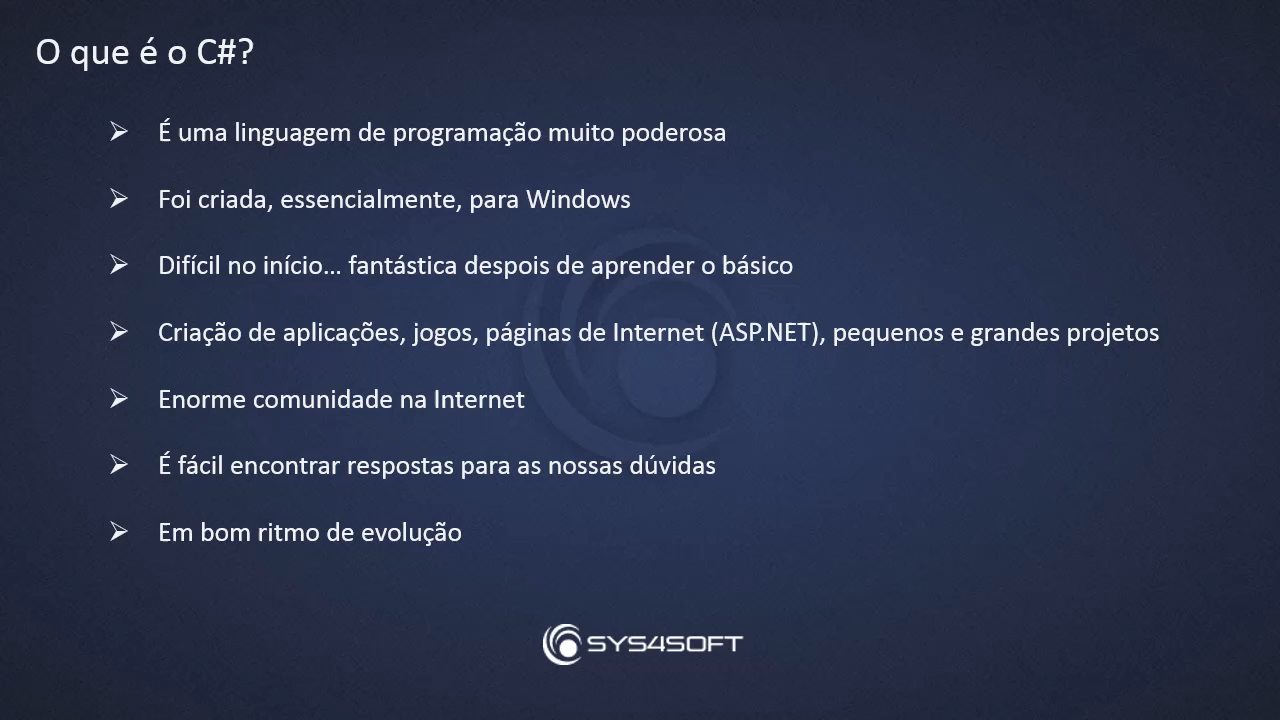 O que é o C#?
É uma linguagem de programação muito poderosa
Foi criada, essencialmente, para Windows
Difícil no início... fantástica despois de aprender o básico
Criação de aplicações, jogos, páginas de Internet (ASP.NET), pequenos e grandes projetos
Enorme comunidade na Internet
É fácil encontrar respostas para as nossas dúvidas
Em bom ritmo de evolução
SYS4SOFT